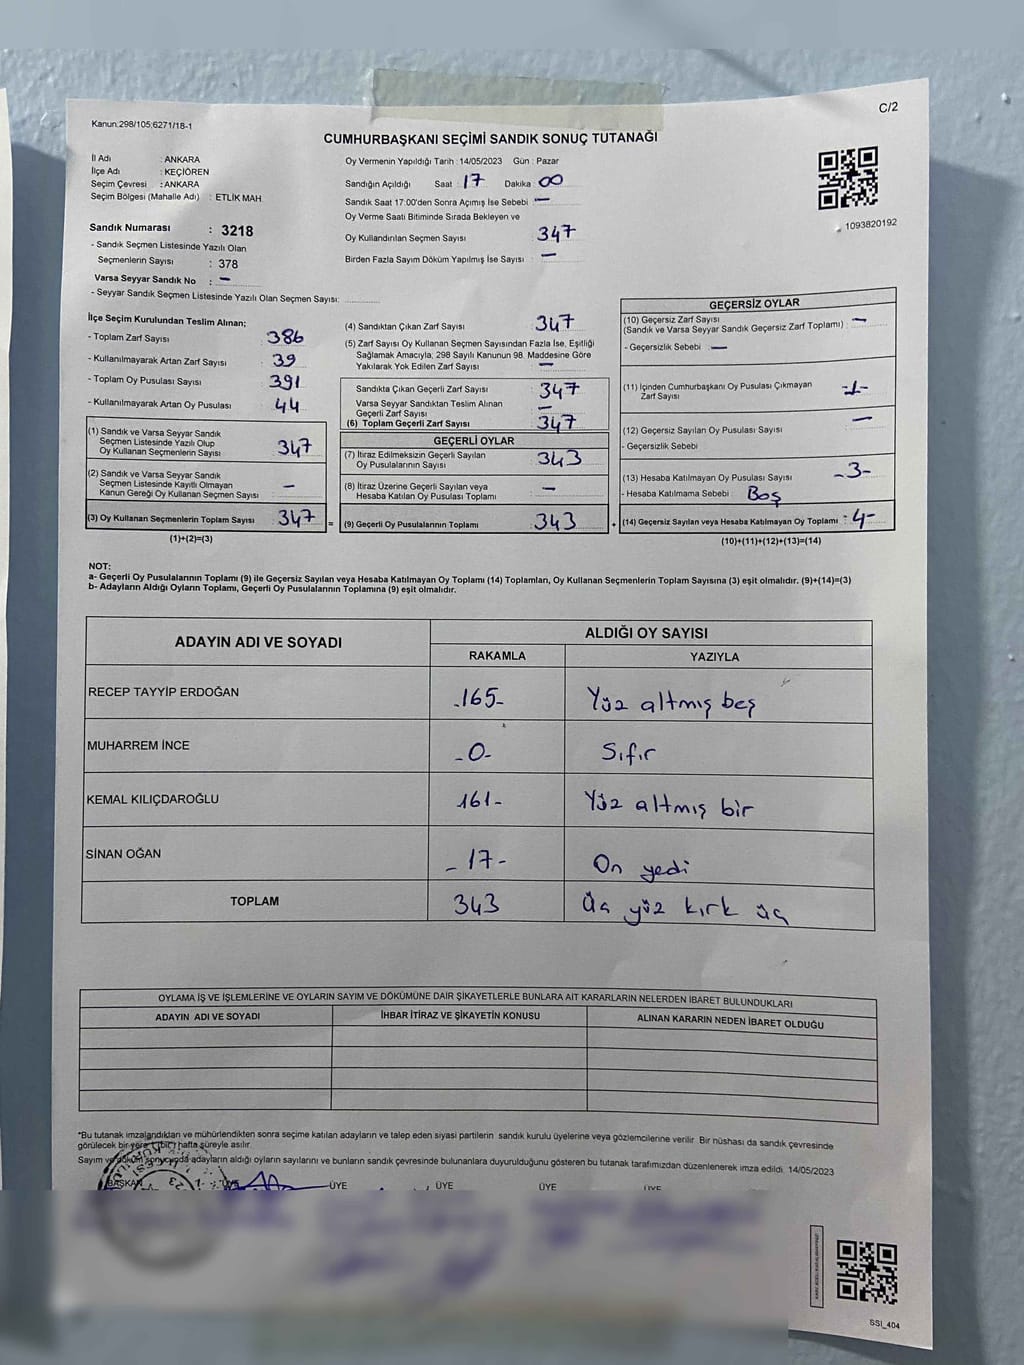 C/2
Kanun:298/105;6271/18-1
CUMHURBAŞKANI SEÇİMİ SANDIK SONUÇ TUTANAĞI
İl Adı : ANKARA
İlçe Adı : KEÇİÖREN
Seçim Çevresi : ANKARA
Seçim Bölgesi (Mahalle Adı) : ETLİK MAH
Sandık Numarası : 3218
- Sandık Seçmen Listesinde Yazılı Olan
Seçmenlerin Sayısı : 378
Varsa Seyyar Sandık No : –
- Seyyar Sandık Seçmen Listesinde Yazılı Olan Seçmen Sayısı:
Oy Vermenin Yapıldığı Tarih : 14/05/2023 Gün : Pazar
Sandığın Açıldığı Saat : 17 Dakika : 00
Sandık Saat 17:00'den Sonra Açımış İse Sebebi –
Oy Verme Saati Bitiminde Sırada Bekleyen ve
Oy Kullandırılan Seçmen Sayısı 347
Birden Fazla Sayım Döküm Yapılmış İse Sayısı : –
1093820192
İlçe Seçim Kurulundan Teslim Alınan;
- Toplam Zarf Sayısı : 386
- Kullanılmayarak Artan Zarf Sayısı : 39
- Toplam Oy Pusulası Sayısı : 391
- Kullanılmayarak Artan Oy Pusulası : 44
(1) Sandık ve Varsa Seyyar Sandık
Seçmen Listesinde Yazılı Olup
Oy Kullanan Seçmenlerin Sayısı : 347
(2) Sandık ve Varsa Seyyar Sandık
Seçmen Listesinde Kayıtlı Olmayan
Kanun Gereği Oy Kullanan Seçmen Sayısı : –
(3) Oy Kullanan Seçmenlerin Toplam Sayısı : 347 =
(1)+(2)=(3)
(4) Sandıktan Çıkan Zarf Sayısı : 347
(5) Zarf Sayısı Oy Kullanan Seçmen Sayısından Fazla İse, Eşitliği
Sağlamak Amacıyla; 298 Sayılı Kanunun 98. Maddesine Göre
Yakılarak Yok Edilen Zarf Sayısı : –
Sandıkta Çıkan Geçerli Zarf Sayısı : 347
Varsa Seyyar Sandıktan Teslim Alınan
Geçerli Zarf Sayısı : –
(6) Toplam Geçerli Zarf Sayısı : 347
GEÇERLİ OYLAR
(7) İtiraz Edilmeksizin Geçerli Sayılan
Oy Pusulalarının Sayısı : 343
(8) İtiraz Üzerine Geçerli Sayılan veya
Hesaba Katılan Oy Pusulası Toplamı : –
(9) Geçerli Oy Pusulalarının Toplamı : 343 +
GEÇERSİZ OYLAR
(10) Geçersiz Zarf Sayısı
(Sandık ve Varsa Seyyar Sandık Geçersiz Zarf Toplamı) : –
- Geçersizlik Sebebi : –
(11) İçinden Cumhurbaşkanı Oy Pusulası Çıkmayan
Zarf Sayısı -1-
(12) Geçersiz Sayılan Oy Pusulası Sayısı : –
- Geçersizlik Sebebi
(13) Hesaba Katılmayan Oy Pusulası Sayısı : -3-
- Hesaba Katılmama Sebebi : Boş
(14) Geçersiz Sayılan veya Hesaba Katılmayan Oy Toplamı : -4-
(10)+(11)+(12)+(13)=(14)
NOT:
a- Geçerli Oy Pusulalarının Toplamı (9) ile Geçersiz Sayılan veya Hesaba Katılmayan Oy Toplamı (14) Toplamları, Oy Kullanan Seçmenlerin Toplam Sayısına (3) eşit olmalıdır. (9)+(14)=(3)
b- Adayların Aldığı Oyların Toplamı, Geçerli Oy Pusulalarının Toplamına (9) eşit olmalıdır.
ADAYIN ADI VE SOYADI
ALDIĞI OY SAYISI
RAKAMLA YAZIYLA
RECEP TAYYİP ERDOĞAN -165- Yüz altmış beş
MUHARREM İNCE -0- Sıfır
KEMAL KILIÇDAROĞLU 161- Yüz altmış bir
SİNAN OĞAN -17- On yedi
TOPLAM 343 Üç yüz kırk üç
OYLAMA İŞ VE İŞLEMLERİNE VE OYLARIN SAYIM VE DÖKÜMÜNE DAİR ŞİKAYETLERLE BUNLARA AİT KARARLARIN NELERDEN İBARET BULUNDUKLARI
ADAYIN ADI VE SOYADI İHBAR İTİRAZ VE ŞİKAYETİN KONUSU ALINAN KARARIN NEDEN İBARET OLDUĞU
*Bu tutanak imzalandıktan ve mühürlendikten sonra seçime katılan adayların ve talep eden siyasi partilerin sandık kurulu üyelerine veya gözlemcilerine verilir. Bir nüshası da sandık çevresinde
görülecek bir yere 1 (bir) hafta süreyle asılır.
Sayım ve döküm sonucunda adayların aldığı oyların sayılarını ve bunların sandık çevresinde bulunanlara duyurulduğunu gösteren bu tutanak tarafımızdan düzenlenerek imza edildi. 14/05/2023
BAŞKAN ÜYE ÜYE ÜYE ÜYE
SSI_404